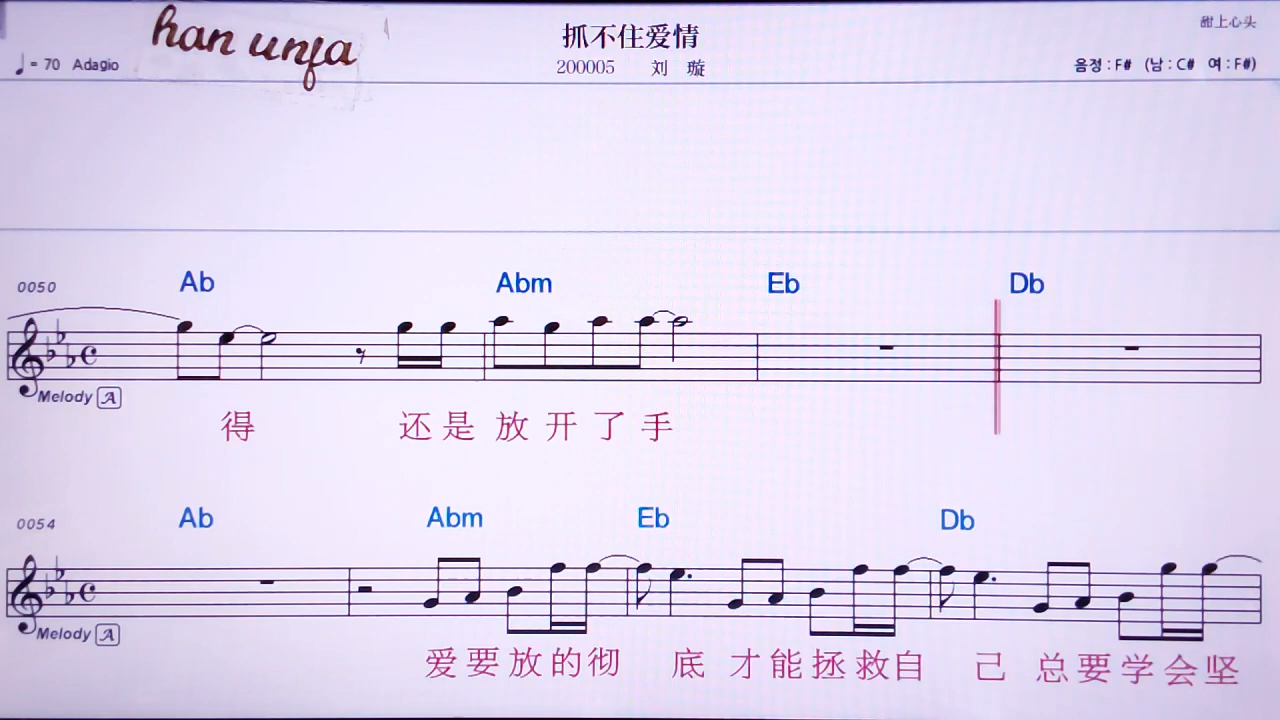 han unfa
抓不住爱情
甜上心头
♩= 70 Adagio
200005 刘 璇
음정 : F# (남 : C# 여 : F#)
0050 Ab Abm Eb Db
Melody A
得 还是放开了手
0054 Ab Abm Eb Db
Melody A
爱要放的彻 底 才能拯救自 己 总要学会坚